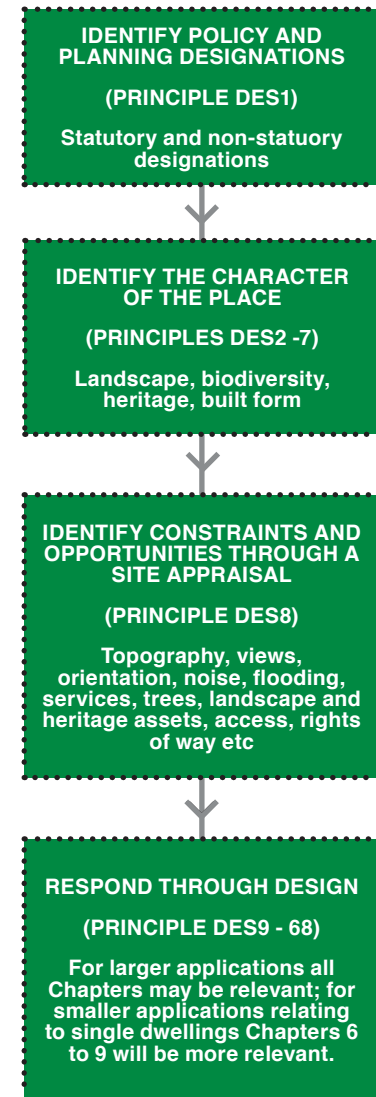 IDENTIFY POLICY AND
PLANNING DESIGNATIONS
(PRINCIPLE DES1)
Statutory and non-statuory
designations
IDENTIFY THE CHARACTER
OF THE PLACE
(PRINCIPLES DES2 -7)
Landscape, biodiversity,
heritage, built form
IDENTIFY CONSTRAINTS AND
OPPORTUNITIES THROUGH A
SITE APPRAISAL
(PRINCIPLE DES8)
Topography, views,
orientation, noise, flooding,
services, trees, landscape and
heritage assets, access, rights
of way etc
RESPOND THROUGH DESIGN
(PRINCIPLE DES9 - 68)
For larger applications all
Chapters may be relevant; for
smaller applications relating
to single dwellings Chapters 6
to 9 will be more relevant.